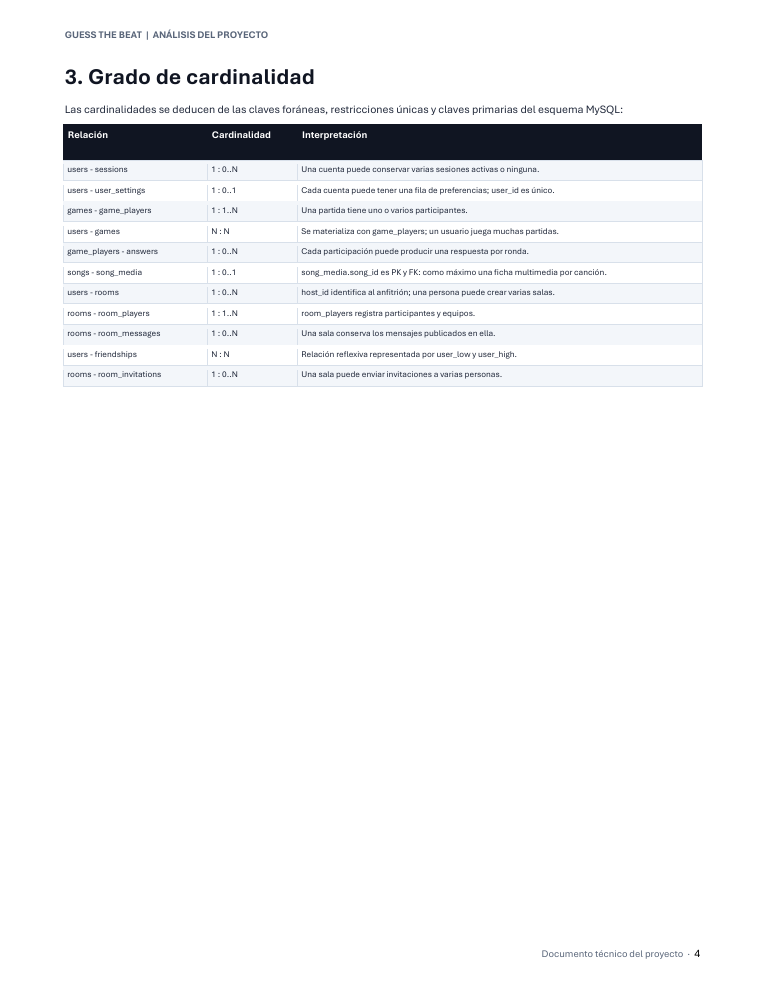 GUESS THE BEAT | ANÁLISIS DEL PROYECTO
3. Grado de cardinalidad
Las cardinalidades se deducen de las claves foráneas, restricciones únicas y claves primarias del esquema MySQL:
Relación Cardinalidad Interpretación
users - sessions 1 : 0..N Una cuenta puede conservar varias sesiones activas o ninguna.
users - user_settings 1 : 0..1 Cada cuenta puede tener una fila de preferencias; user_id es único.
games - game_players 1 : 1..N Una partida tiene uno o varios participantes.
users - games N : N Se materializa con game_players; un usuario juega muchas partidas.
game_players - answers 1 : 0..N Cada participación puede producir una respuesta por ronda.
songs - song_media 1 : 0..1 song_media.song_id es PK y FK: como máximo una ficha multimedia por canción.
users - rooms 1 : 0..N host_id identifica al anfitrión; una persona puede crear varias salas.
rooms - room_players 1 : 1..N room_players registra participantes y equipos.
rooms - room_messages 1 : 0..N Una sala conserva los mensajes publicados en ella.
users - friendships N : N Relación reflexiva representada por user_low y user_high.
rooms - room_invitations 1 : 0..N Una sala puede enviar invitaciones a varias personas.
Documento técnico del proyecto · 4